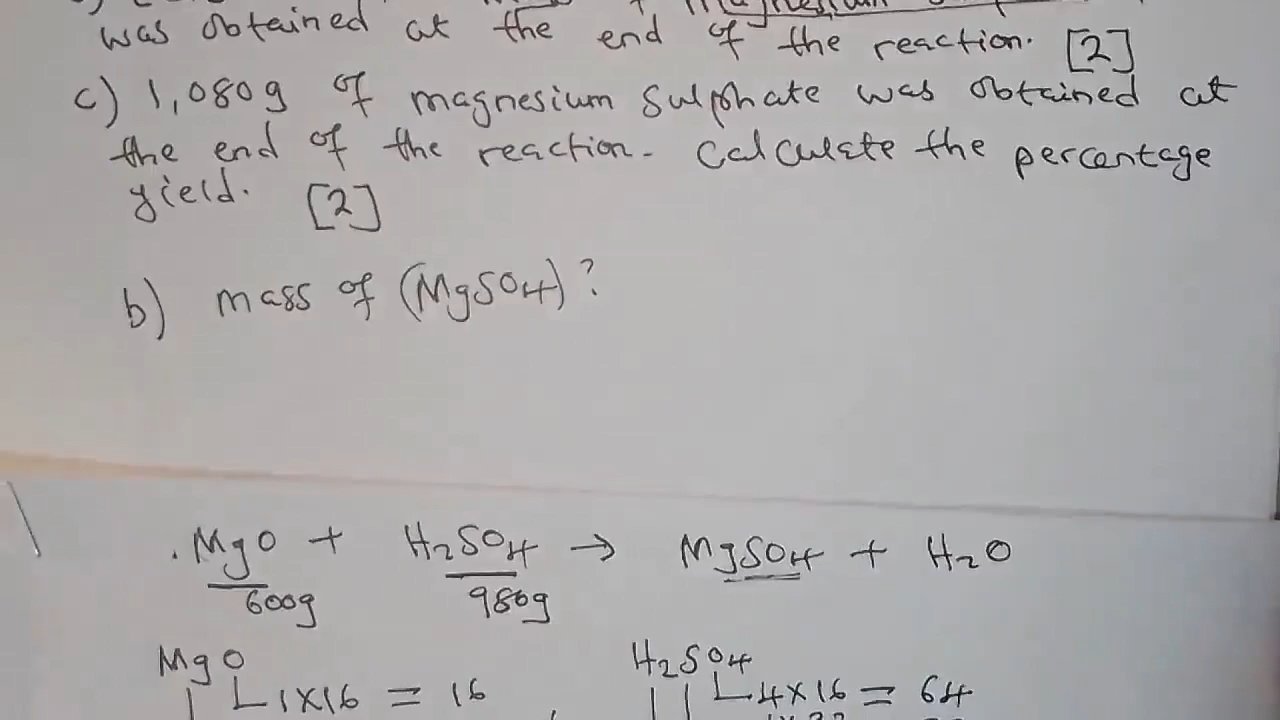 was obtained at the end of the reaction. [2]
c) 1,080g of magnesium sulphate was obtained at
the end of the reaction. Calculate the percentage
yield. [2]
b) mass of (MgSO4)?
MgO + H2SO4 → MgSO4 + H2O
600g 980g
MgO H2SO4
1x16 = 16 4x16 = 64